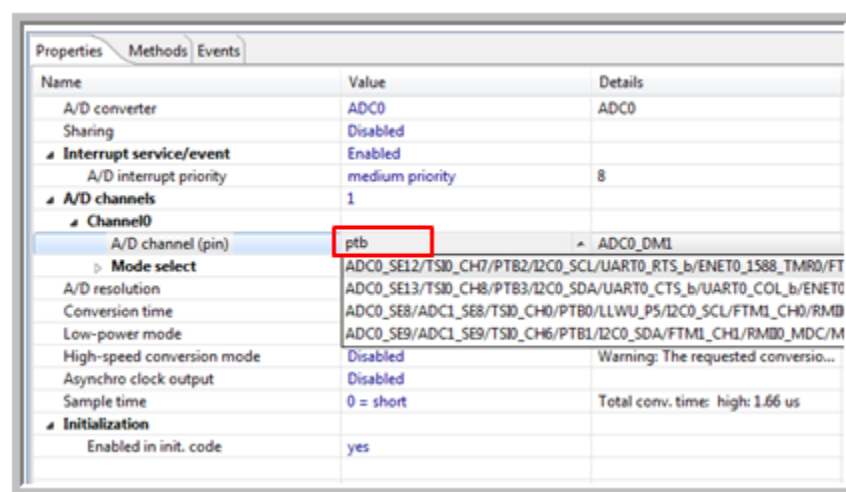 Properties Methods Events
Name Value Details
A/D converter ADC0 ADC0
Sharing Disabled
Interrupt service/event Enabled
A/D interrupt priority medium priority 8
A/D channels 1
Channel0
A/D channel (pin) ptb ADC0_DM1
Mode select ADC0_SE12/TSI0_CH7/PTB2/I2C0_SCL/UART0_RTS_b/ENET0_1588_TMR0/FT
A/D resolution ADC0_SE13/TSI0_CH8/PTB3/I2C0_SDA/UART0_CTS_b/UART0_COL_b/ENET0
Conversion time ADC0_SE8/ADC1_SE8/TSI0_CH0/PTB0/LLWU_P5/I2C0_SCL/FTM1_CH0/RMII0
Low-power mode ADC0_SE9/ADC1_SE9/TSI0_CH6/PTB1/I2C0_SDA/FTM1_CH1/RMII0_MDC/M
High-speed conversion mode Disabled Warning: The requested conversio...
Asynchro clock output Disabled
Sample time 0 = short Total conv. time: high: 1.66 us
Initialization
Enabled in init. code yes